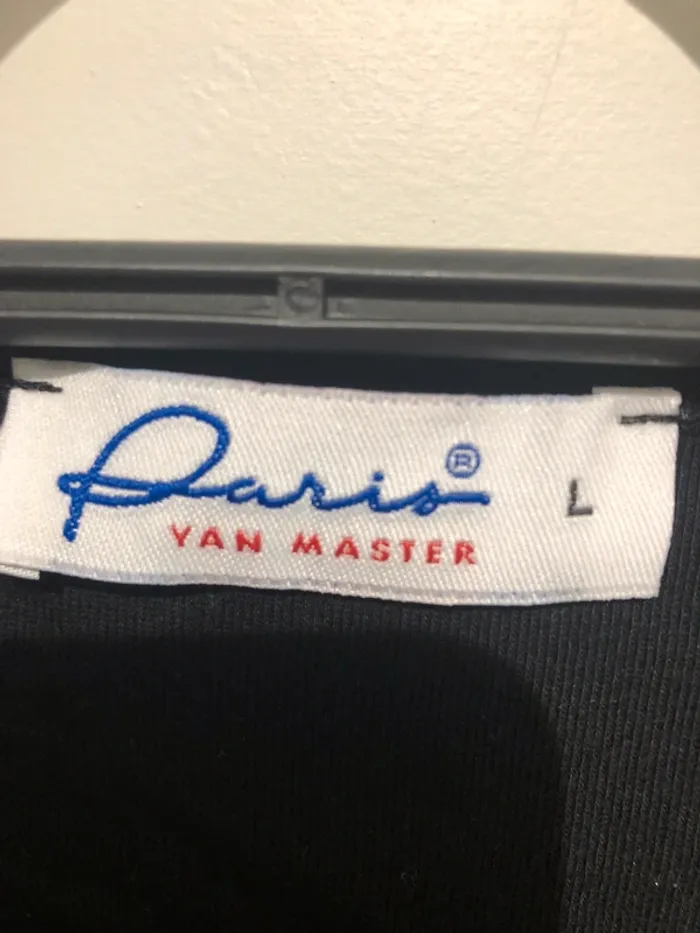 Paris ®
YAN MASTER
L